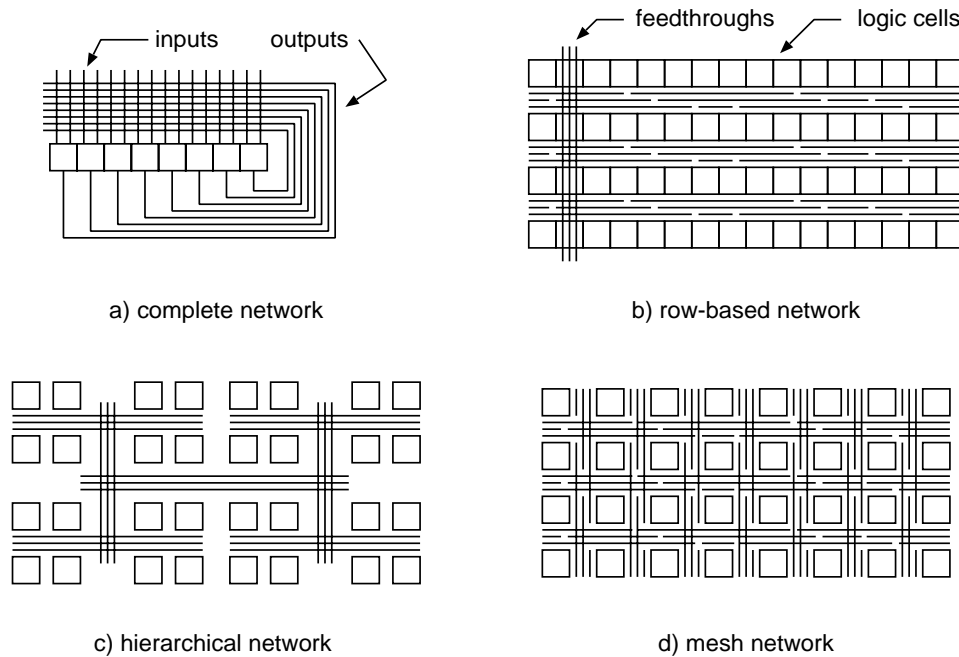 inputs
outputs
feedthroughs
logic cells
a) complete network
b) row-based network
c) hierarchical network
d) mesh network